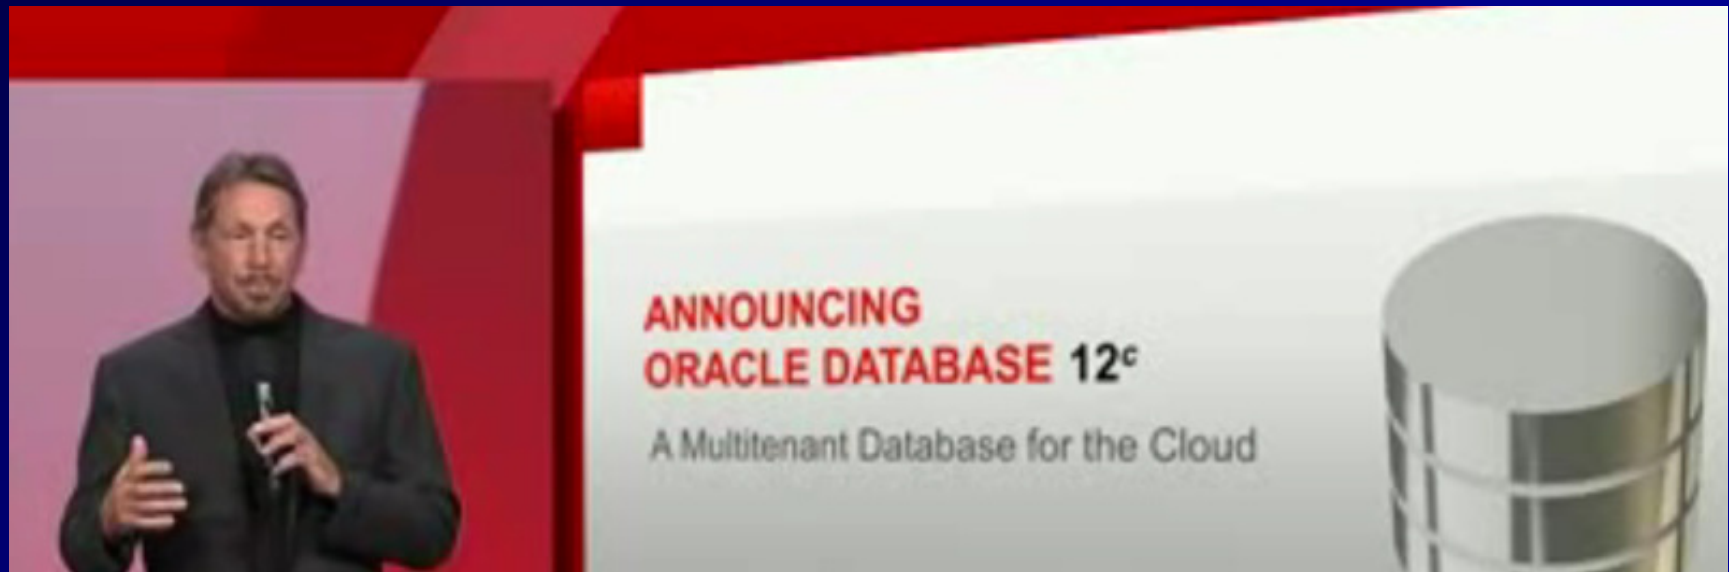 ANNOUNCING
ORACLE DATABASE 12c
A Multitenant Database for the Cloud